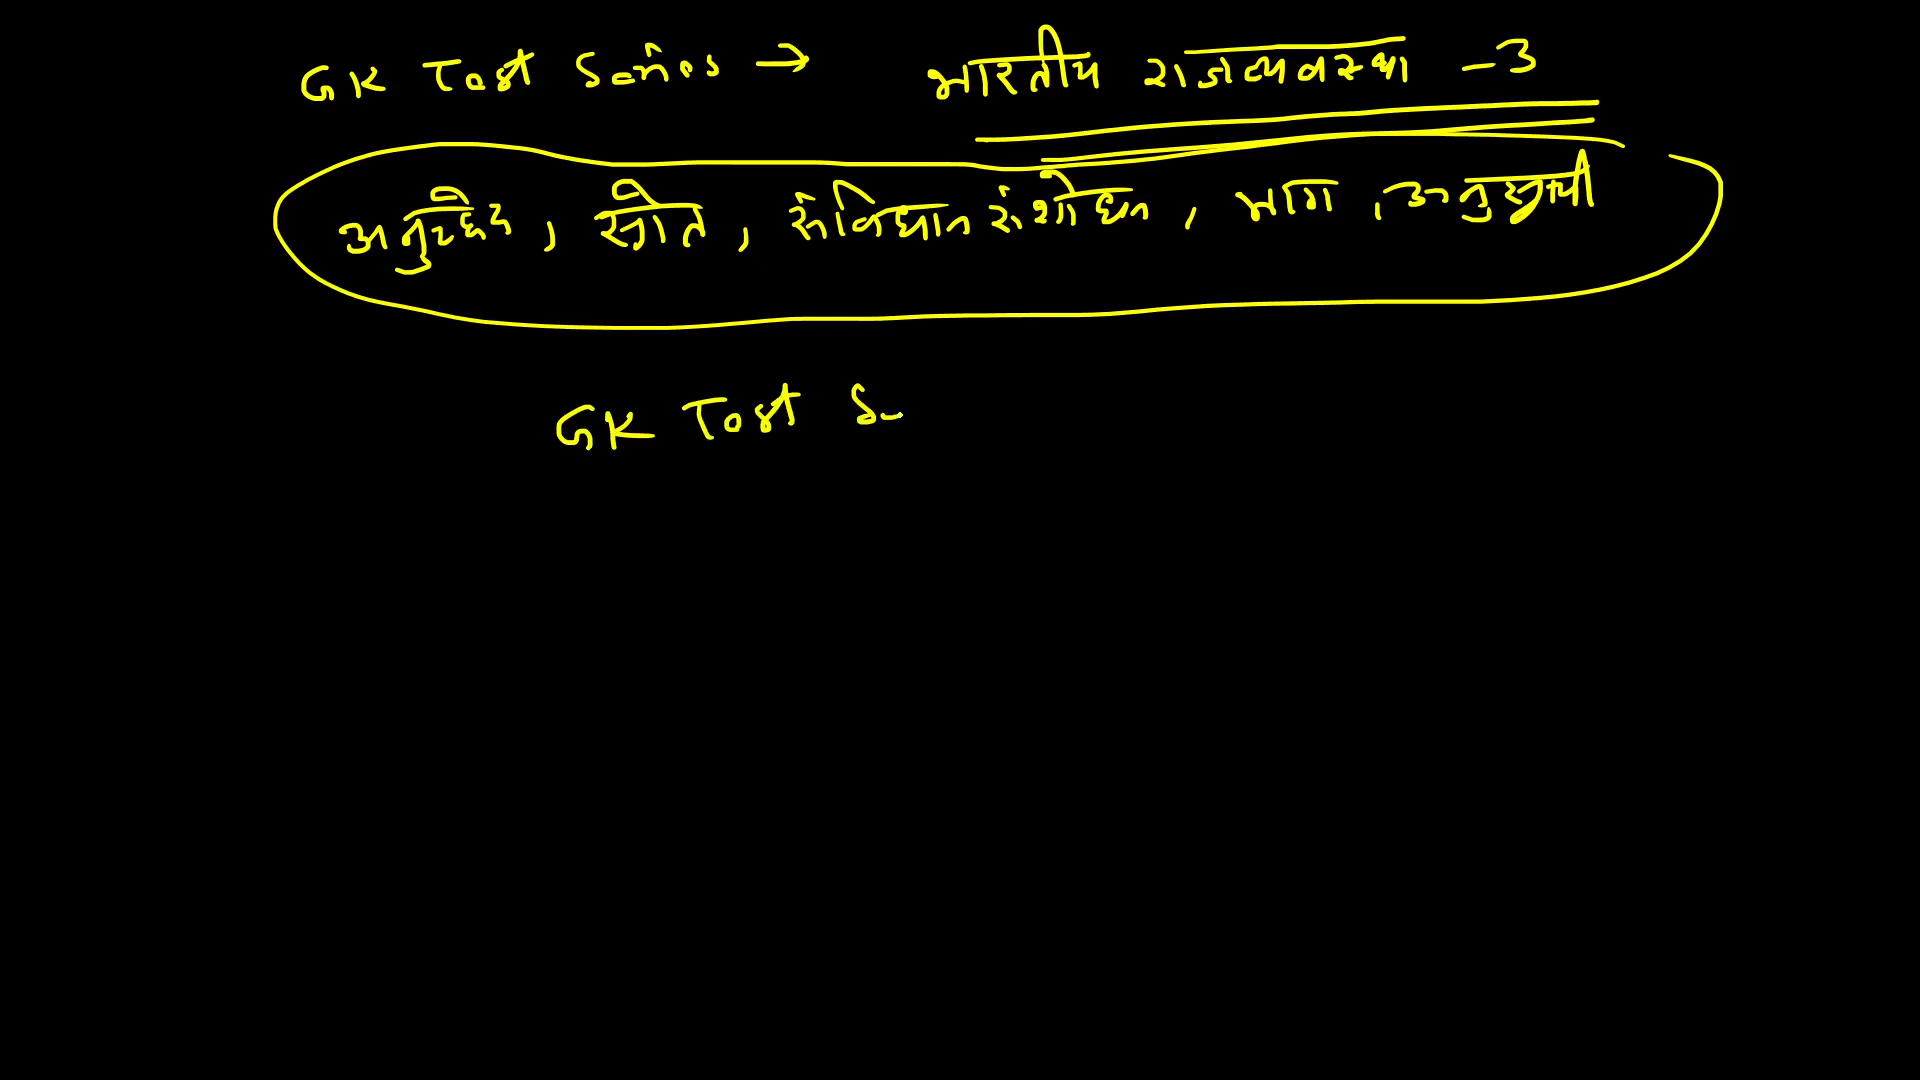 GK Test Series → भारतीय राजव्यवस्था - 3
अनुच्छेद, स्त्रोत, संविधान संशोधन, भाग, अनुसूची
GK Test S